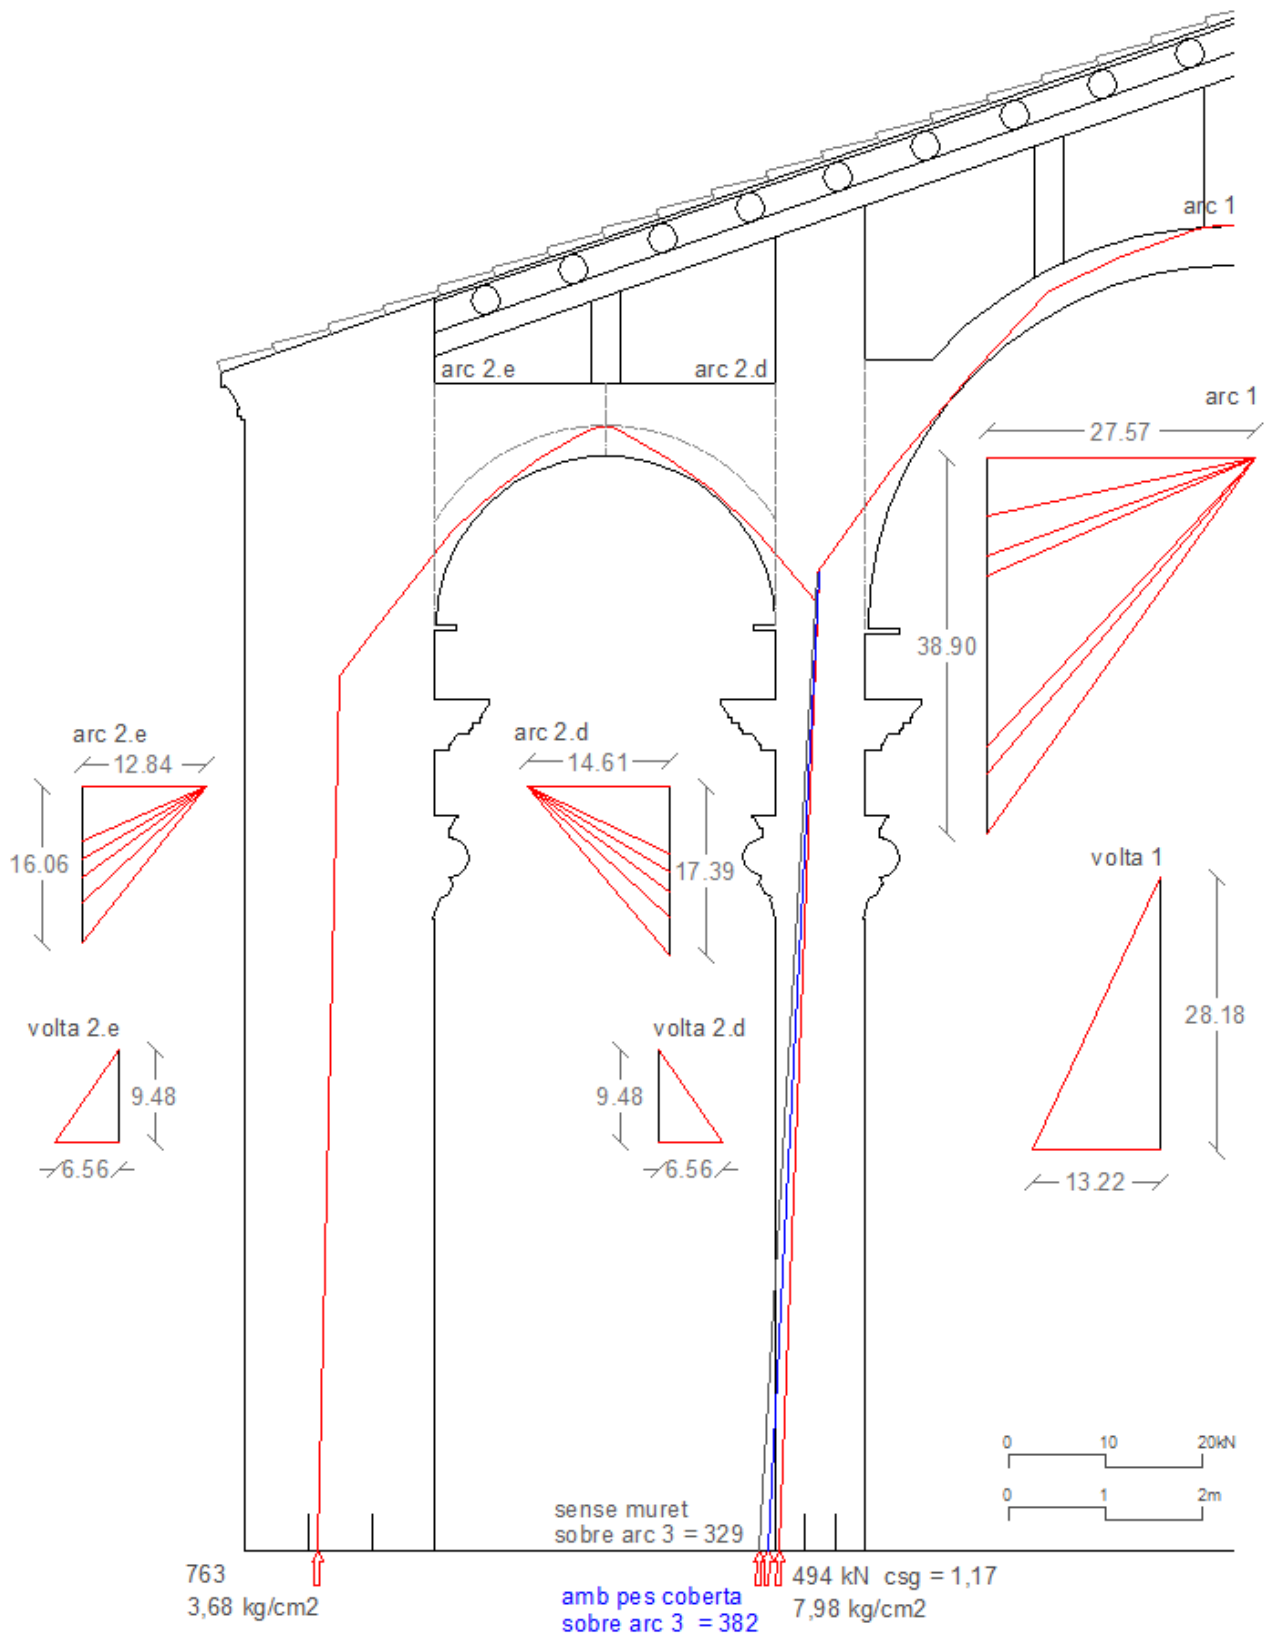 arc 1
arc 2.e
arc 2.d
arc 1
27.57
38.90
arc 2.e
12.84
16.06
arc 2.d
14.61
17.39
volta 1
28.18
13.22
volta 2.e
9.48
6.56
volta 2.d
9.48
6.56
0 10 20kN
0 1 2m
sense muret
sobre arc 3 = 329
763
3,68 kg/cm2
amb pes coberta
sobre arc 3 = 382
494 kN csg = 1,17
7,98 kg/cm2